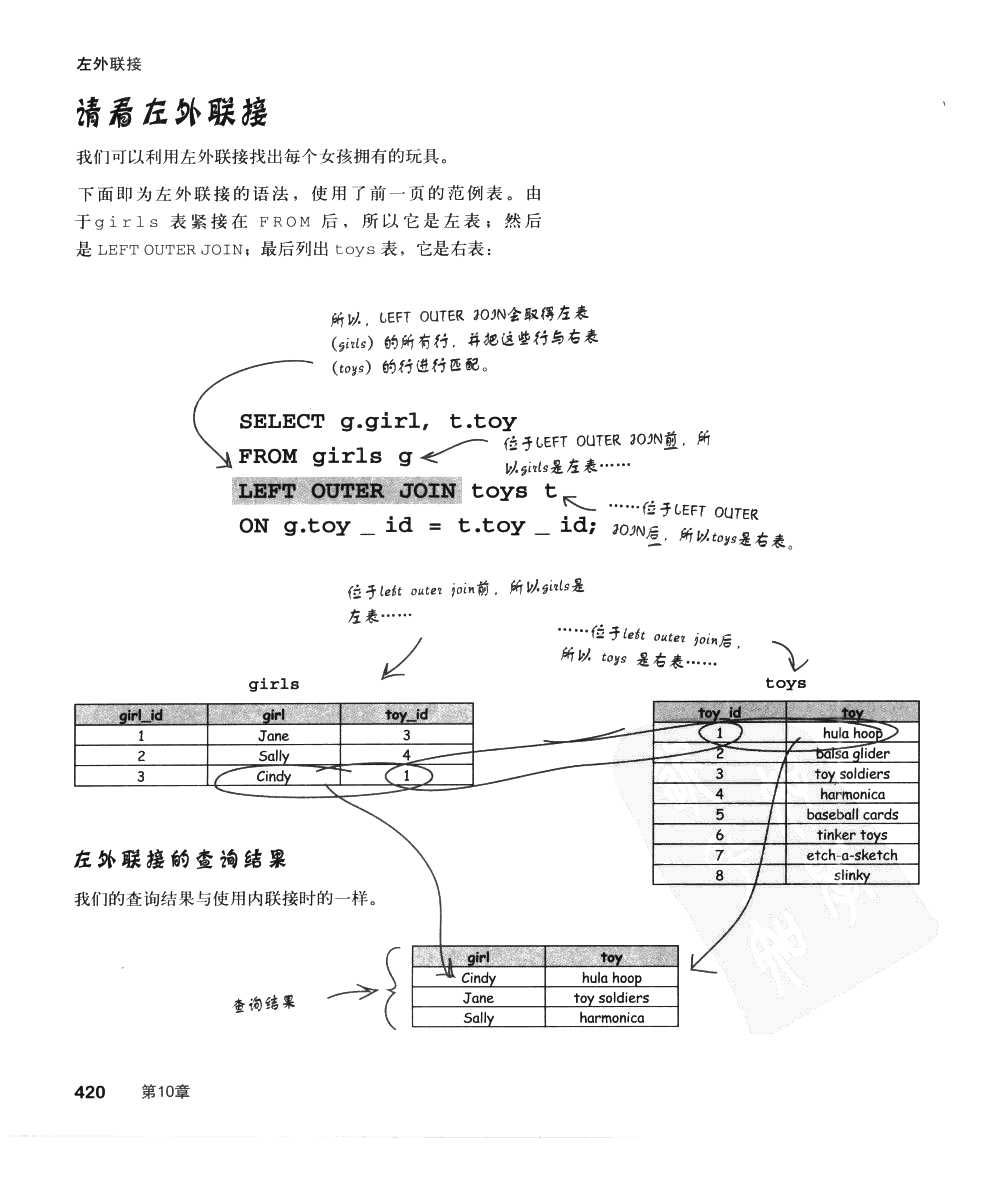 左外联接
请看左外联接
我们可以利用左外联接找出每个女孩拥有的玩具。
下面即为左外联接的语法，使用了前一页的范例表。由
于girls 表紧接在 FROM 后，所以它是左表；然后
是 LEFT OUTER JOIN；最后列出 toys 表，它是右表：
所以，LEFT OUTER JOIN会取得左表
（girls）的所有行，并把这些行与右表
（toys）的行进行匹配。
SELECT g.girl, t.toy
FROM girls g
位于LEFT OUTER JOIN前，所
以girls是左表……
LEFT OUTER JOIN toys t
ON g.toy _ id = t.toy _ id;
……位于LEFT OUTER
JOIN后，所以toys是右表。
位于left outer join前，所以girls是
左表……
……位于left outer join后，
所以 toys 是右表……
girls
girl_id girl toy_id
1 Jane 3
2 Sally 4
3 Cindy 1
toys
toy_id toy
1 hula hoop
2 balsa glider
3 toy soldiers
4 harmonica
5 baseball cards
6 tinker toys
7 etch-a-sketch
8 slinky
左外联接的查询结果
我们的查询结果与使用内联接时的一样。
查询结果
girl toy
Cindy hula hoop
Jane toy soldiers
Sally harmonica
420 第10章